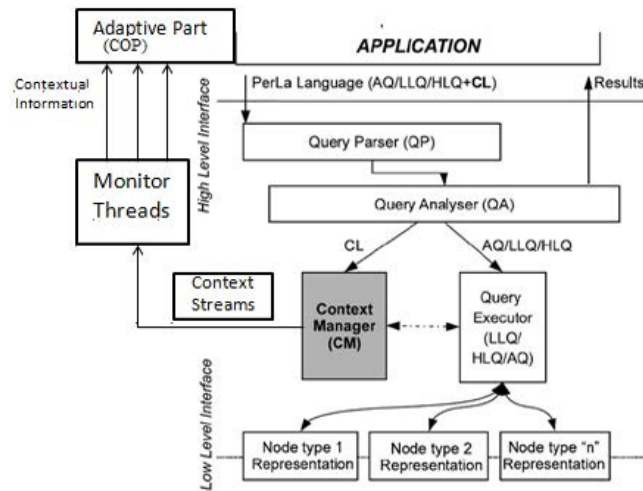 Adaptive Part
(COP)
APPLICATION
Contextual
Information
PerLa Language (AQ/LLQ/HLQ+CL)
Results
High Level Interface
Query Parser (QP)
Monitor
Threads
Query Analyser (QA)
CL
AQ/LLQ/HLQ
Context
Streams
Context
Manager
(CM)
Query
Executor
(LLQ/
HLQ/AQ)
Low Level Interface
Node type 1
Representation
Node type 2
Representation
Node type "n"
Representation